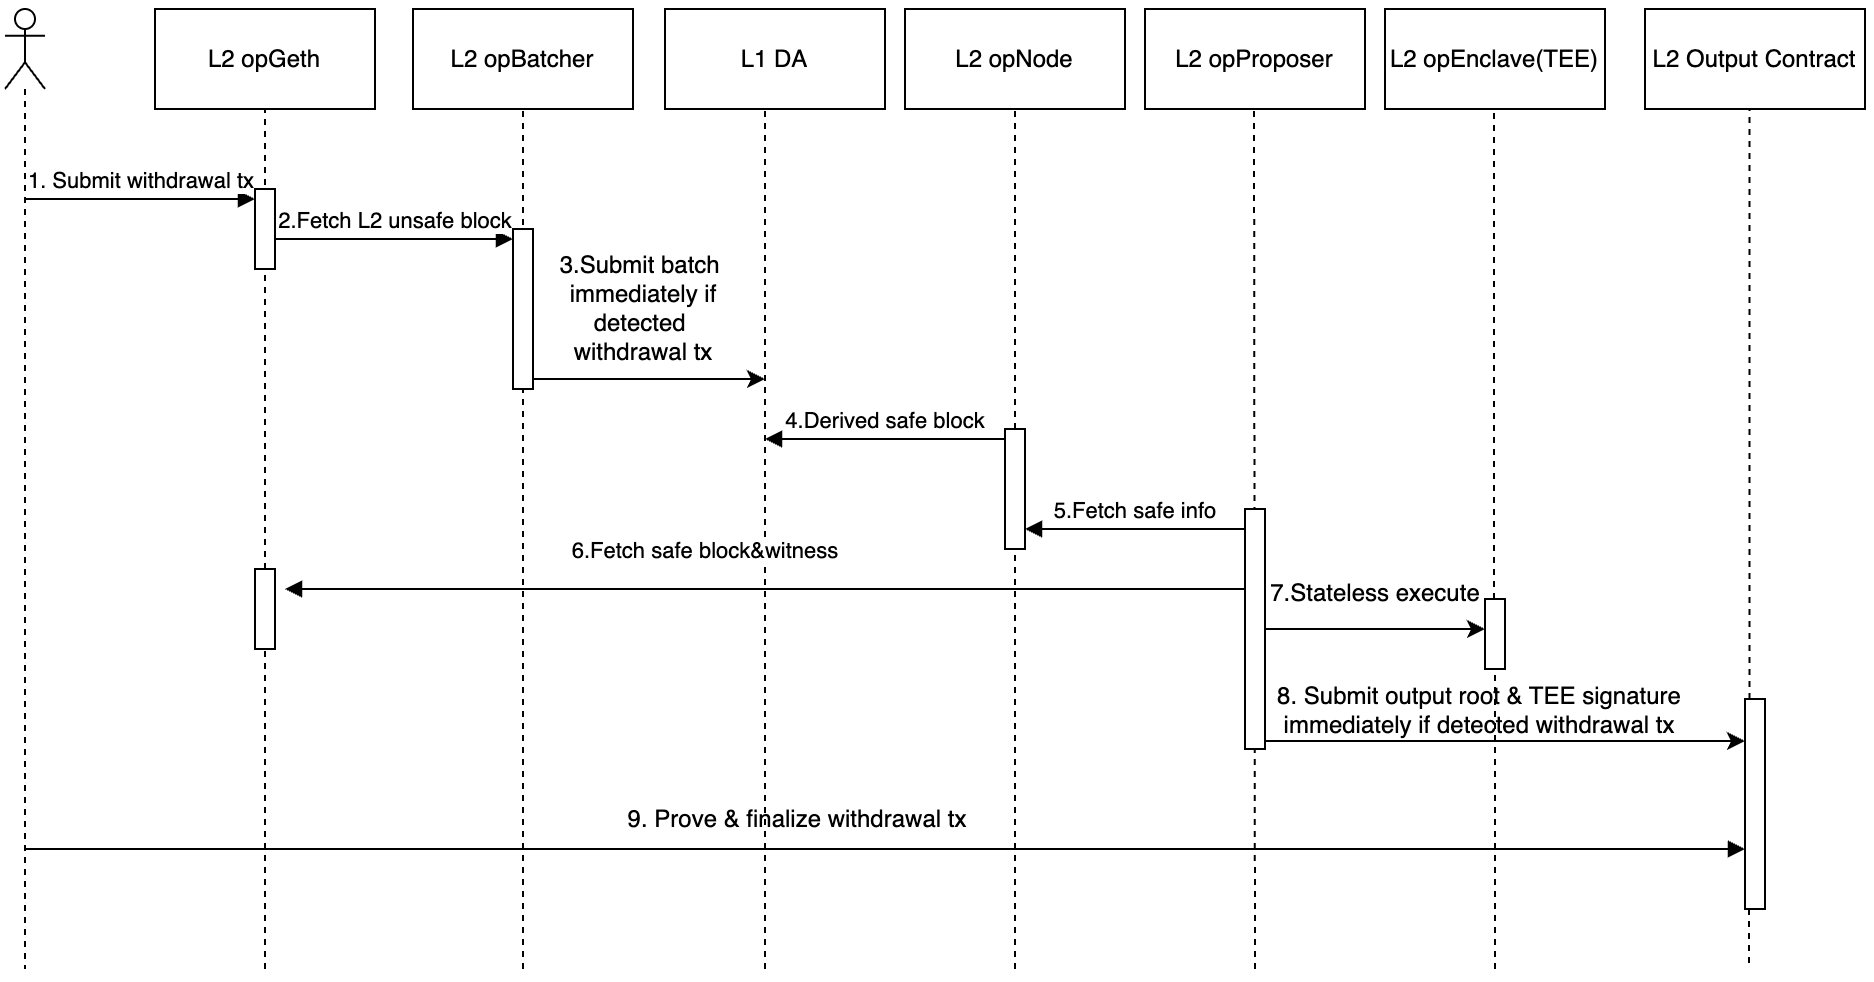 L2 opGeth
L2 opBatcher
L1 DA
L2 opNode
L2 opProposer
L2 opEnclave(TEE)
L2 Output Contract
1. Submit withdrawal tx
2.Fetch L2 unsafe block
3.Submit batch
immediately if
detected
withdrawal tx
4.Derived safe block
5.Fetch safe info
6.Fetch safe block&witness
7.Stateless execute
8. Submit output root & TEE signature
immediately if detected withdrawal tx
9. Prove & finalize withdrawal tx